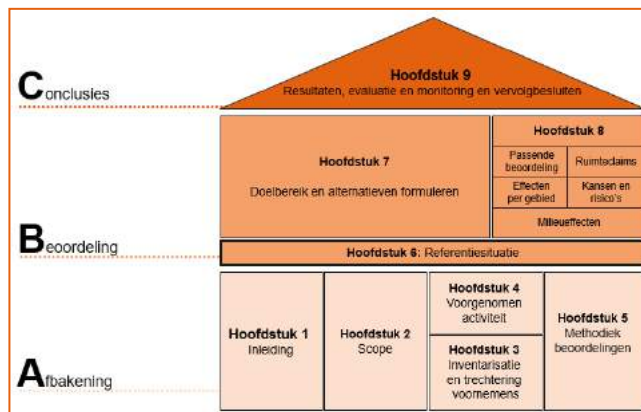 Conclusies
Hoofdstuk 9
Resultaten, evaluatie en monitoring en vervolgbesluiten
Beoordeling
Hoofdstuk 7
Doelbereik en alternatieven formuleren
Hoofdstuk 8
Passende
beoordeling
Ruimteclaims
Effecten
per gebied
Kansen en
risico's
Milieueffecten
Hoofdstuk 6: Referentiesituatie
Afbakening
Hoofdstuk 1
Inleiding
Hoofdstuk 2
Scope
Hoofdstuk 4
Voorgenomen
activiteit
Hoofdstuk 3
Inventarisatie
en trechtering
voornemens
Hoofdstuk 5
Methodiek
beoordelingen